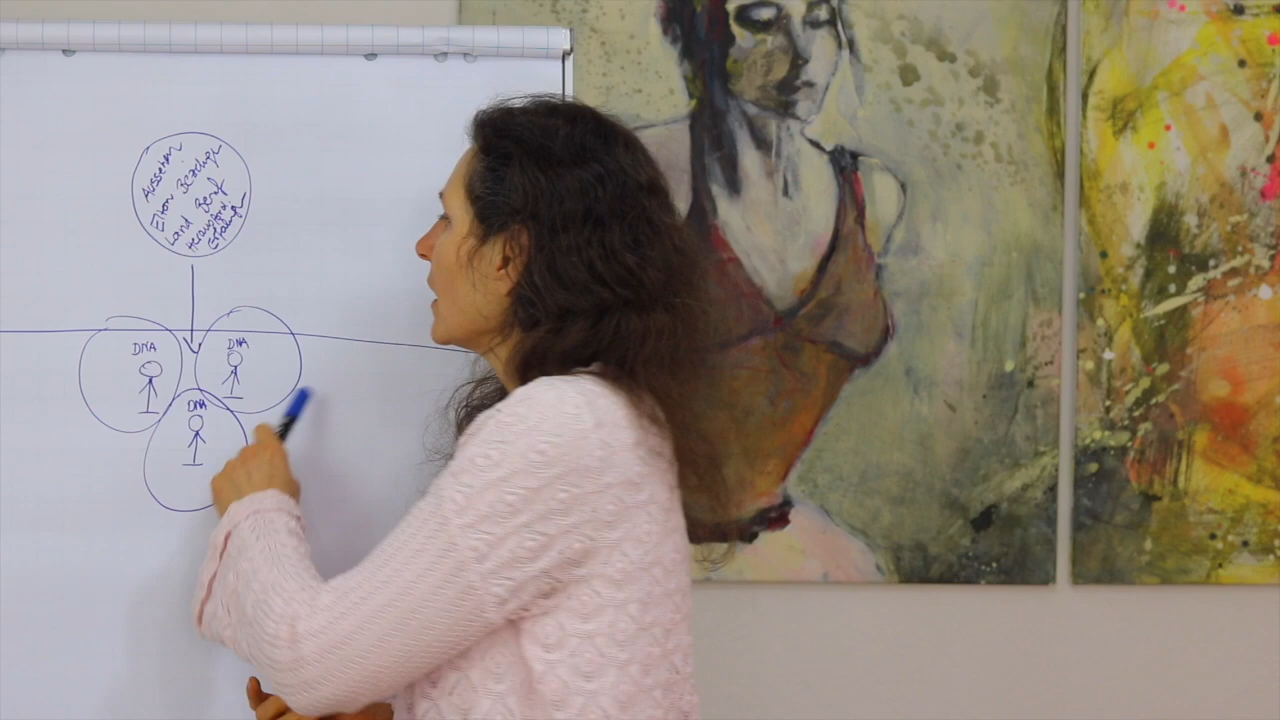 Aussehen
Eltern Beziehung
Land Beruf
DNA
DNA
DNA